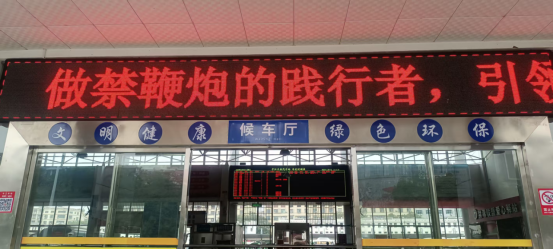 做禁鞭炮的践行者，引领
文明健康 候车厅 绿色环保